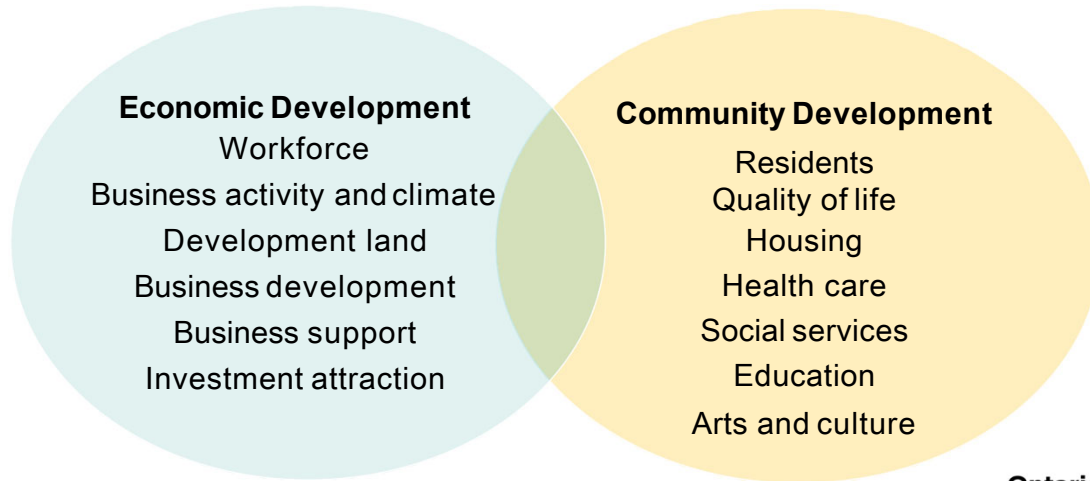 Economic Development
Workforce
Business activity and climate
Development land
Business development
Business support
Investment attraction
Community Development
Residents
Quality of life
Housing
Health care
Social services
Education
Arts and culture